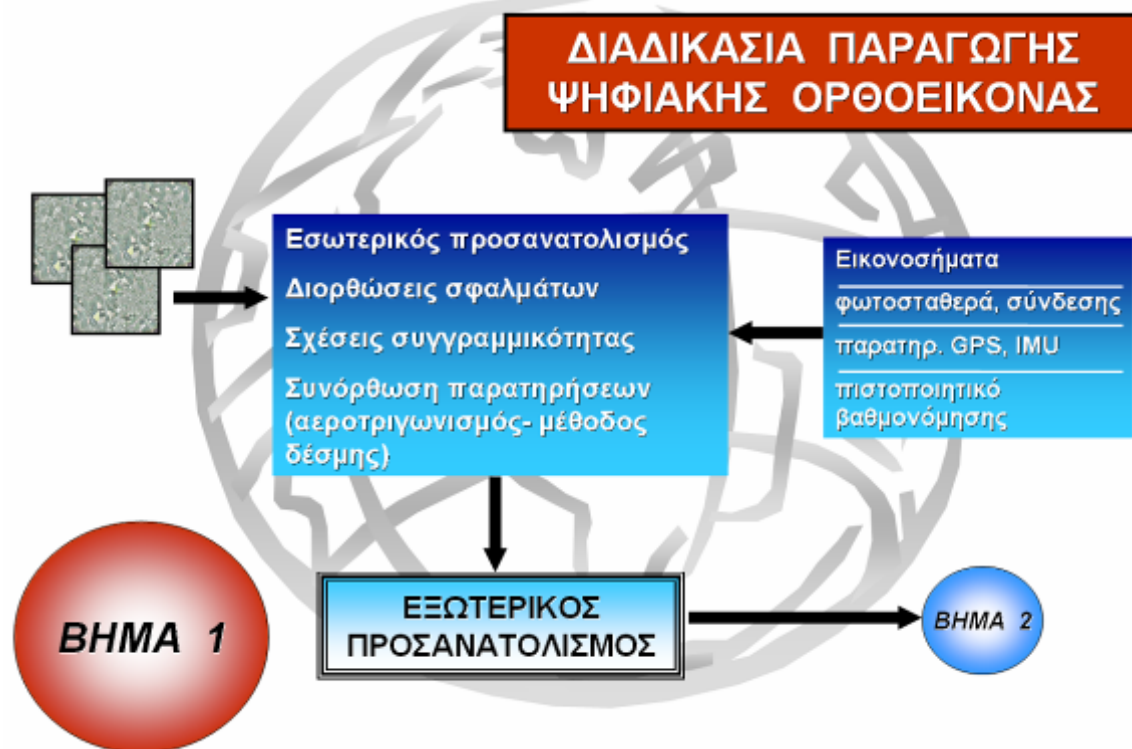 ΔΙΑΔΙΚΑΣΙΑ ΠΑΡΑΓΩΓΗΣ
ΨΗΦΙΑΚΗΣ ΟΡΘΟΕΙΚΟΝΑΣ
Εσωτερικός προσανατολισμός
Διορθώσεις σφαλμάτων
Σχέσεις συγγραμμικότητας
Συνόρθωση παρατηρήσεων
(αεροτριγωνισμός- μέθοδος
δέσμης)
Εικονοσήματα
φωτοσταθερά, σύνδεσης
παρατηρ. GPS, IMU
πιστοποιητικό
βαθμονόμησης
ΒΗΜΑ 1
ΕΞΩΤΕΡΙΚΟΣ
ΠΡΟΣΑΝΑΤΟΛΙΣΜΟΣ
ΒΗΜΑ 2